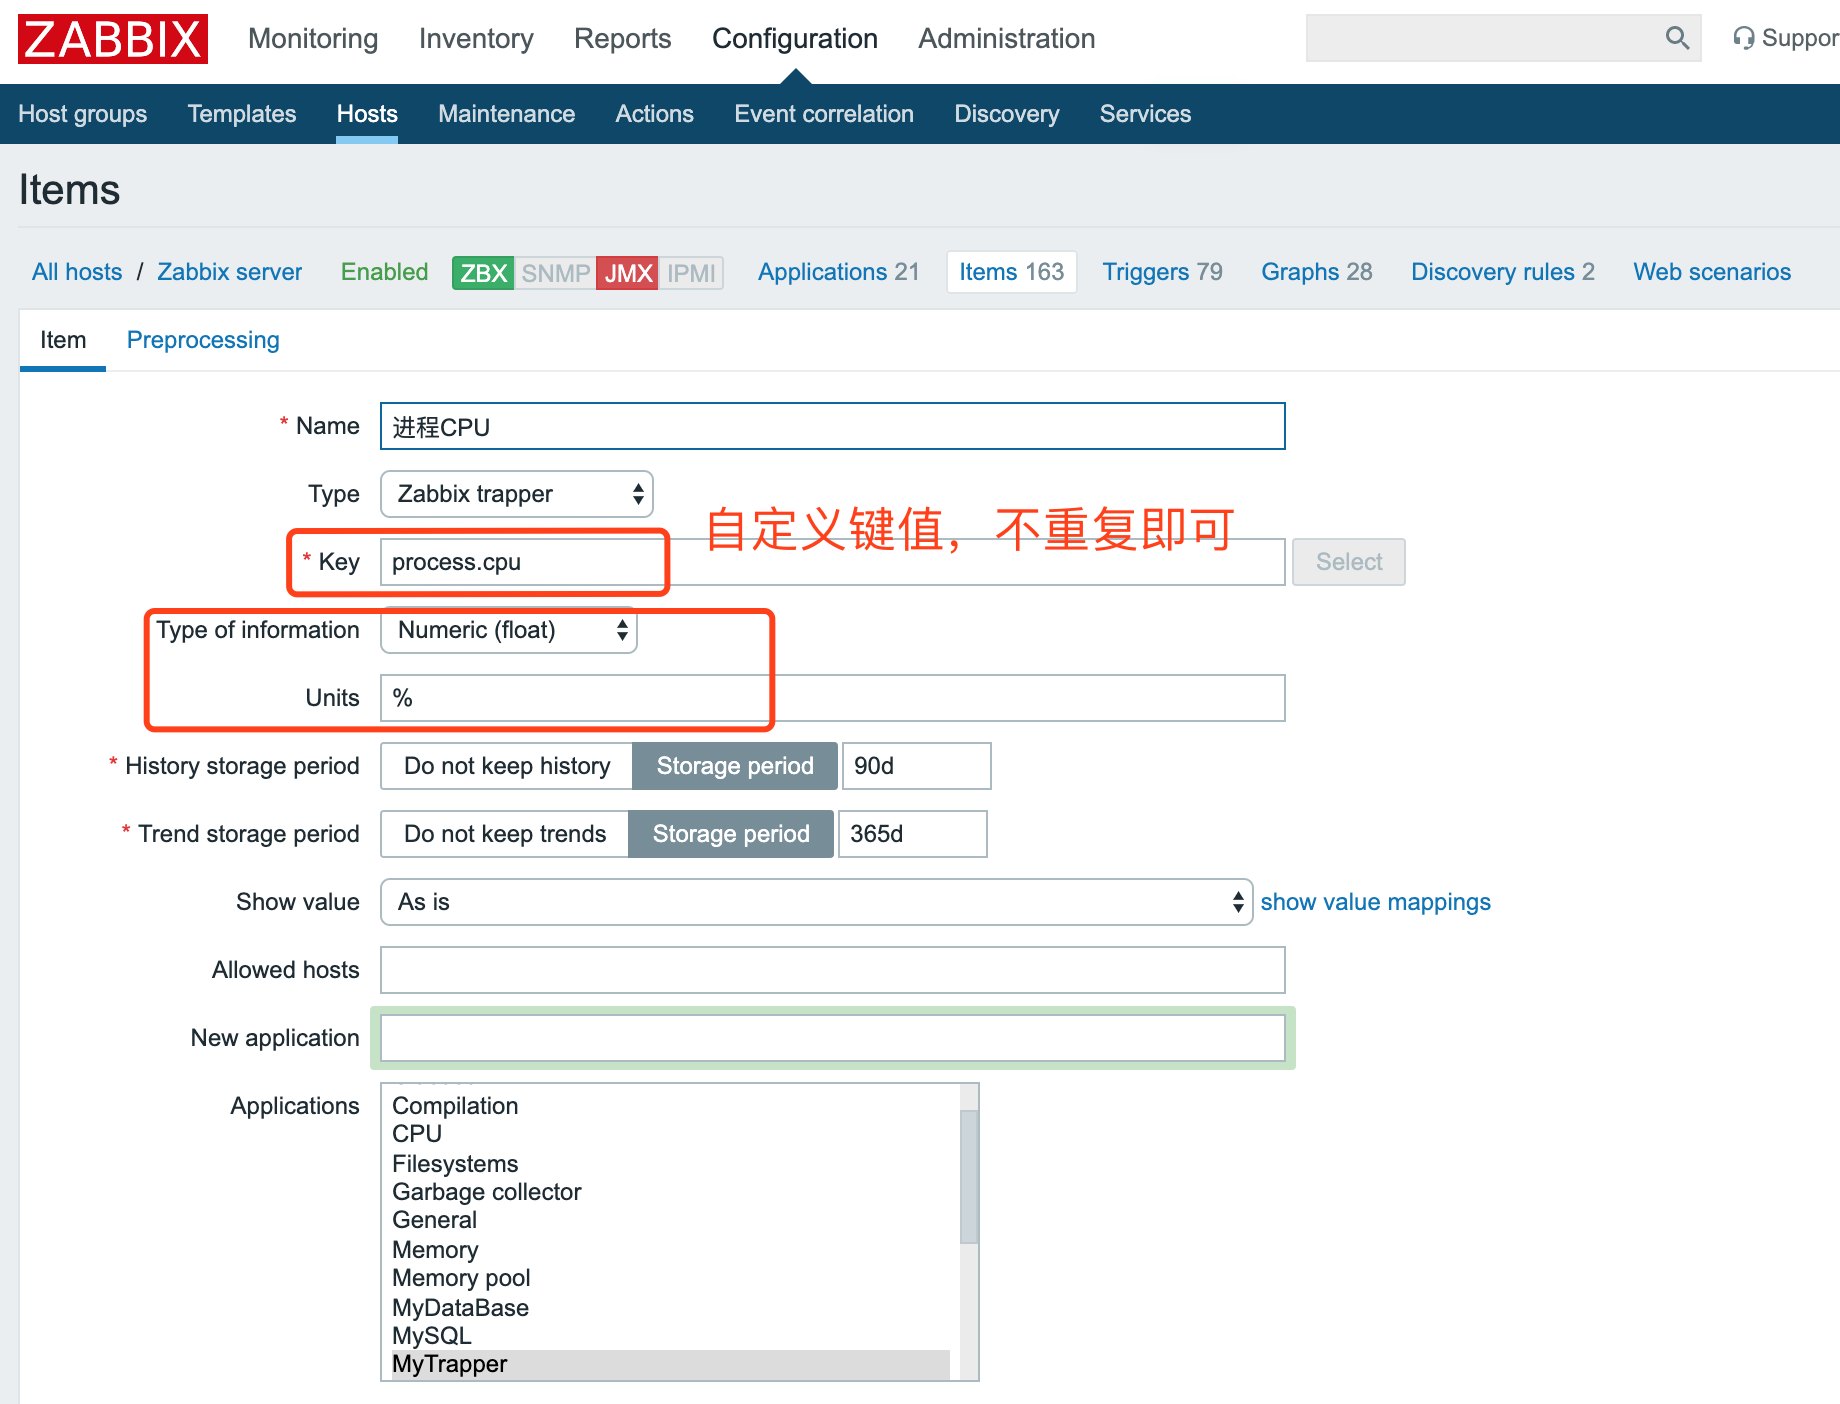 ZABBIX Monitoring Inventory Reports Configuration Administration Suppor
Host groups Templates Hosts Maintenance Actions Event correlation Discovery Services
Items
All hosts / Zabbix server Enabled ZBX SNMP JMX IPMI Applications 21 Items 163 Triggers 79 Graphs 28 Discovery rules 2 Web scenarios
Item Preprocessing
* Name 进程CPU
Type Zabbix trapper
自定义键值，不重复即可
* Key process.cpu Select
Type of information Numeric (float)
Units %
* History storage period Do not keep history Storage period 90d
* Trend storage period Do not keep trends Storage period 365d
Show value As is show value mappings
Allowed hosts
New application
Applications Compilation
CPU
Filesystems
Garbage collector
General
Memory
Memory pool
MyDataBase
MySQL
MyTrapper